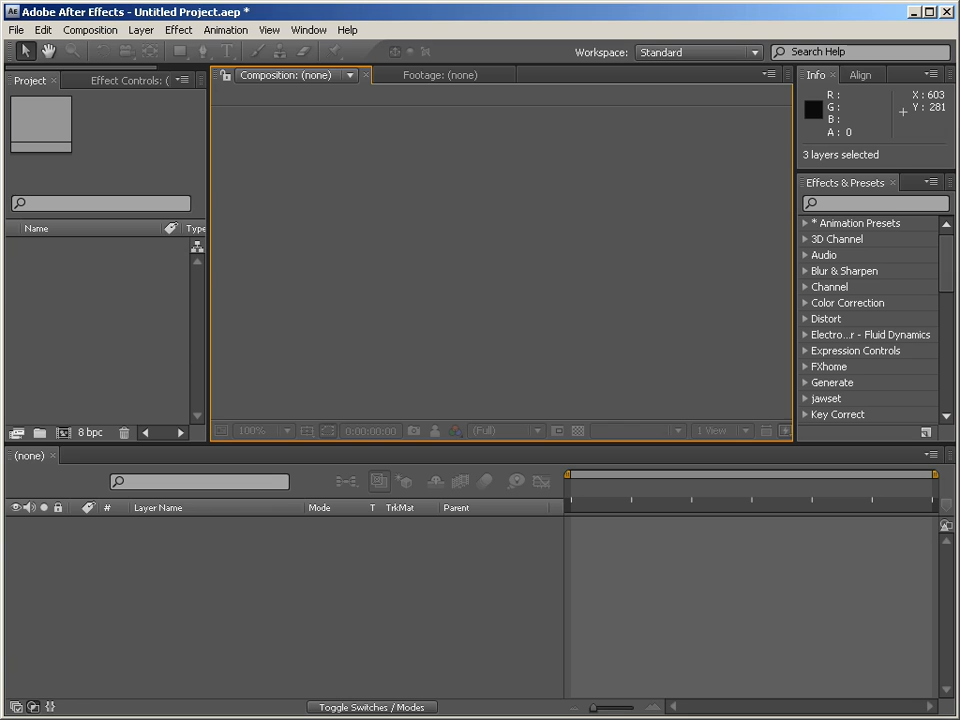 Adobe After Effects - Untitled Project.aep *
File Edit Composition Layer Effect Animation View Window Help
Workspace: Standard Search Help
Project Effect Controls: (
Composition: (none) Footage: (none)
Info Align
R :
G :
B :
A : 0
X : 603
Y : 281
3 layers selected
Effects & Presets
* Animation Presets
3D Channel
Audio
Blur & Sharpen
Channel
Color Correction
Distort
Electro...r - Fluid Dynamics
Expression Controls
FXhome
Generate
jawset
Key Correct
Name Type
8 bpc
100% 0:00:00:00 (Full) 1 View
(none)
# Layer Name Mode T TrkMat Parent
Toggle Switches / Modes